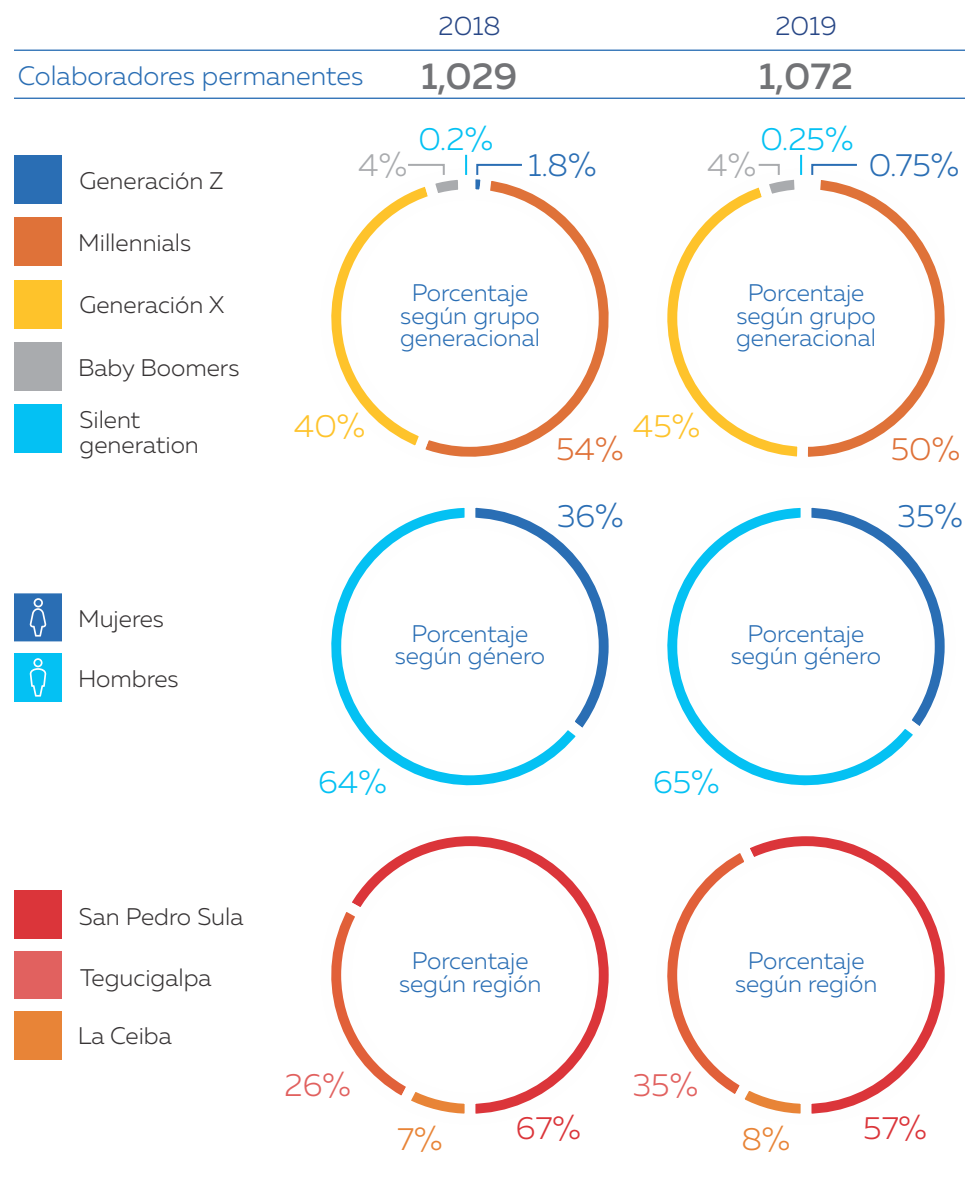 2018
2019
Colaboradores permanentes
1,029
1,072
Generación Z
Millennials
Generación X
Baby Boomers
Silent
generation
0.2%
4%
1.8%
Porcentaje
según grupo
generacional
40%
54%
0.25%
4%
0.75%
Porcentaje
según grupo
generacional
45%
50%
Mujeres
Hombres
36%
Porcentaje
según género
64%
35%
Porcentaje
según género
65%
San Pedro Sula
Tegucigalpa
La Ceiba
Porcentaje
según región
26%
7%
67%
Porcentaje
según región
35%
8%
57%